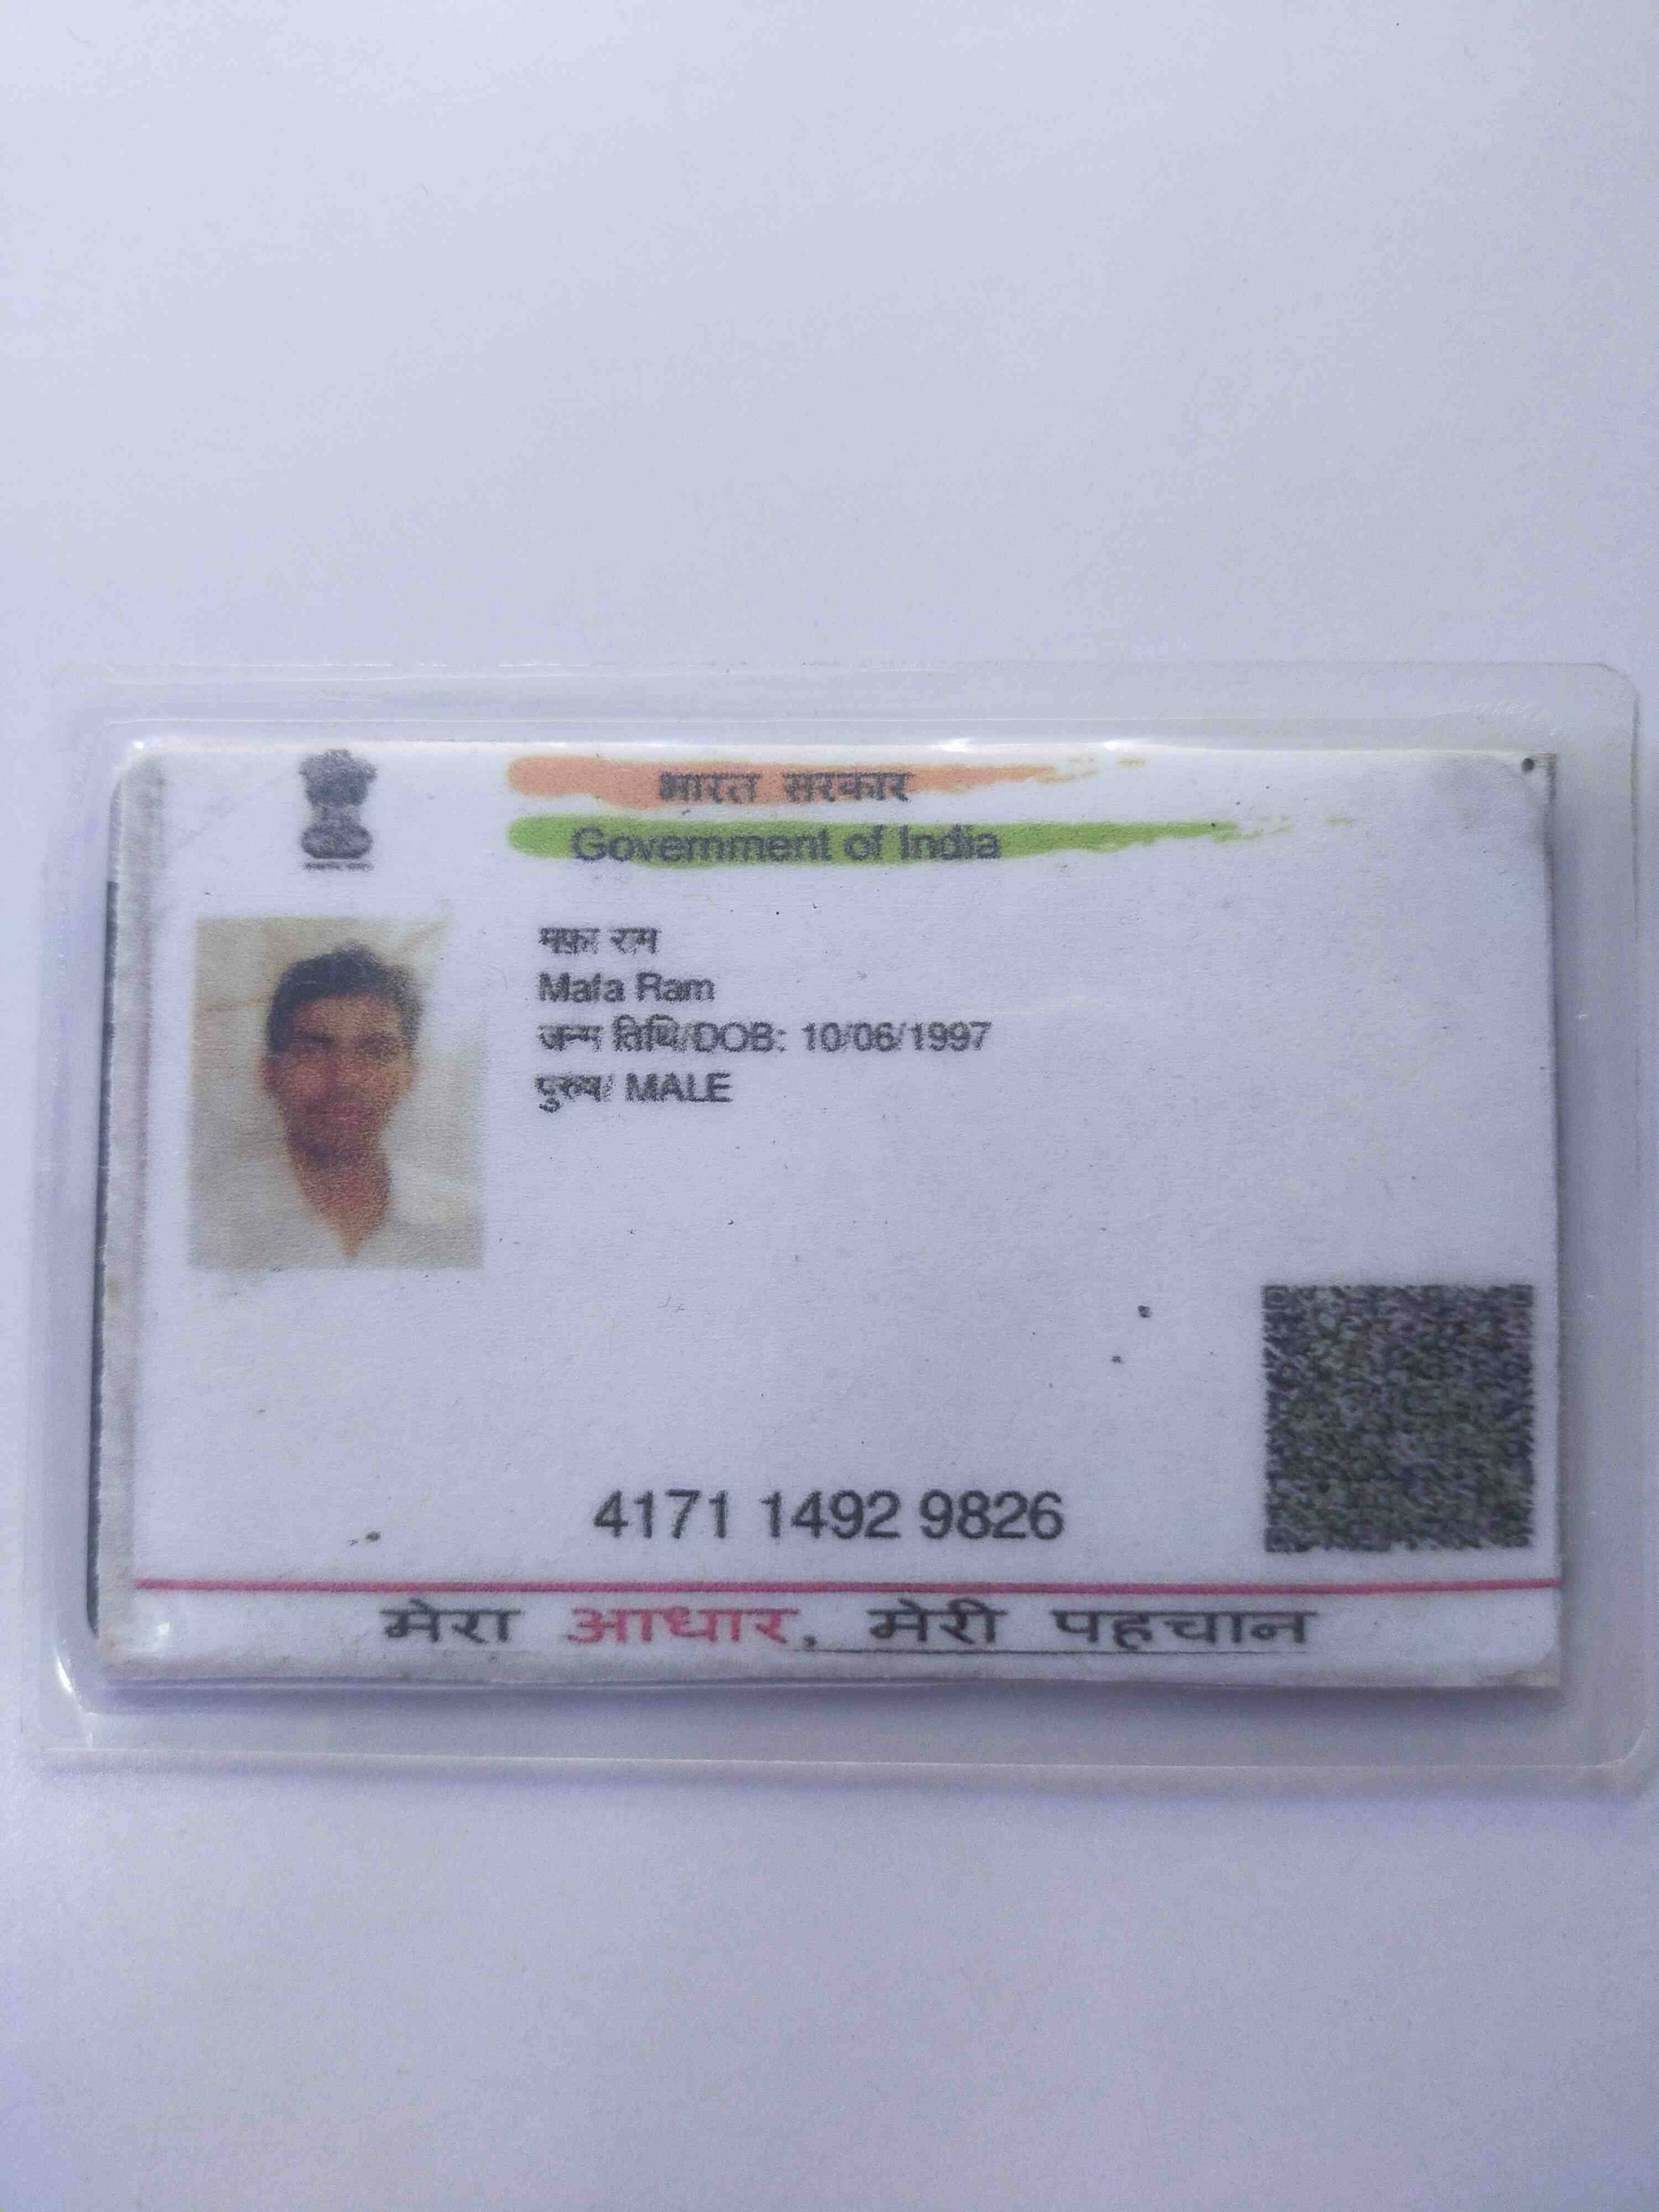 भारत सरकार
Government of India
मफा राम
Mafa Ram
जन्म तिथि/DOB: 10/06/1997
पुरुष/ MALE
4171 1492 9826
मेरा आधार, मेरी पहचान